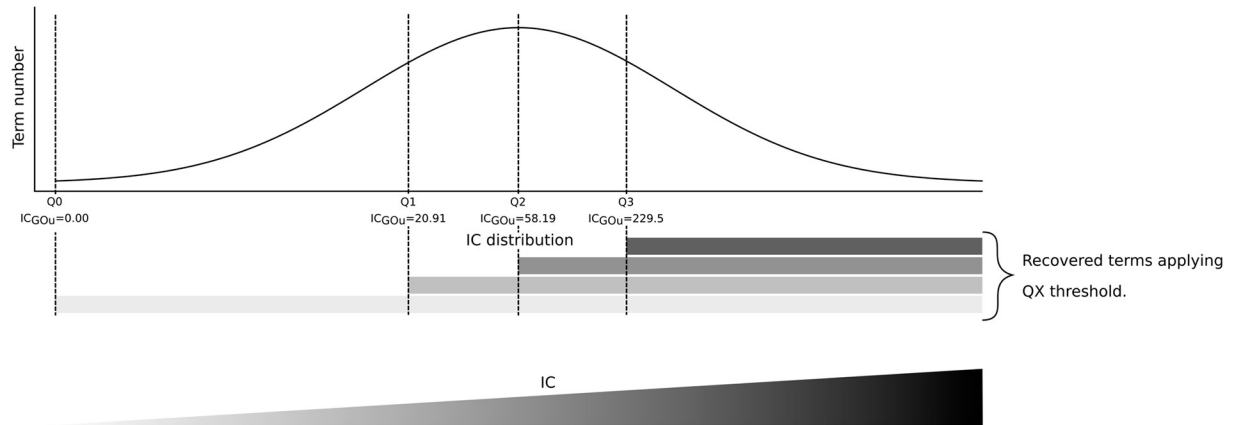 Term number
Q0 Q1 Q2 Q3
ICGOu=0.00 ICGOu=20.91 ICGOu=58.19 ICGOu=229.5
IC distribution
Recovered terms applying
QX threshold.
IC